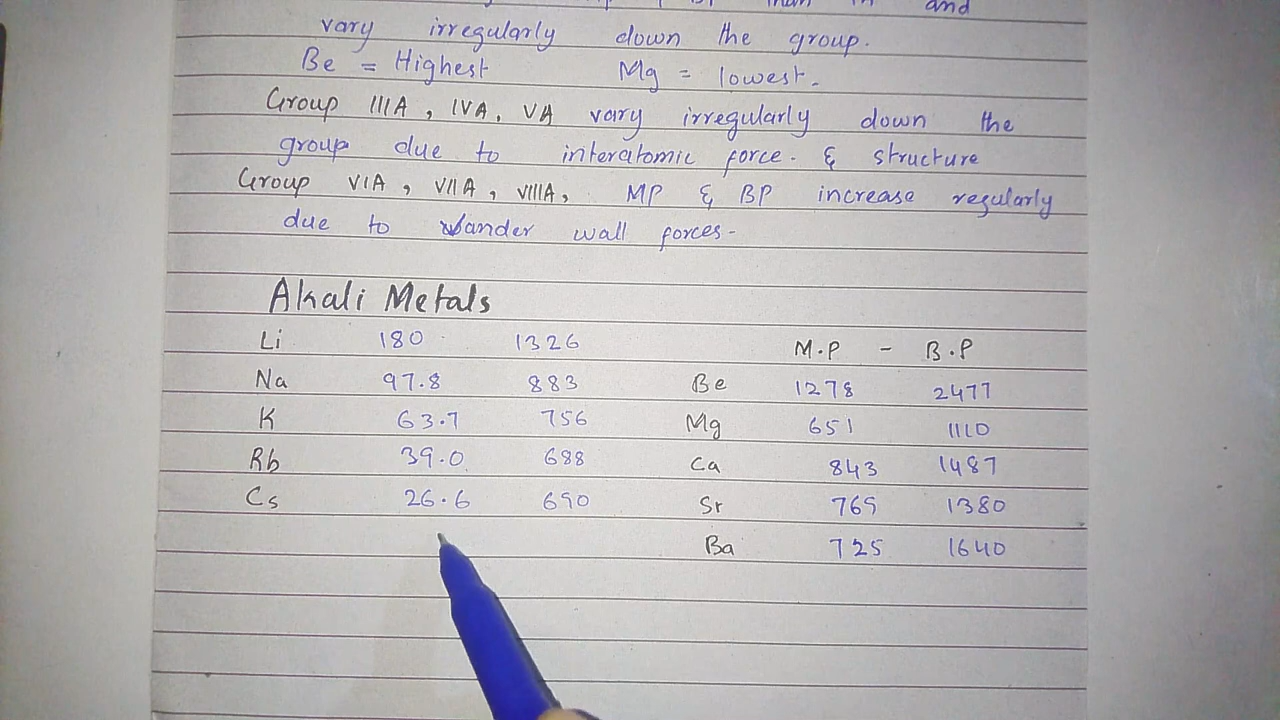 than in and
vary irregularly down the group.
Be = Highest Mg = lowest.
Group IIIA, IVA, VA vary irregularly down the
group due to interatomic force. & structure
Group VIA, VIIA, VIIIA, MP & BP increase regularly
due to vander wall forces-
Alkali Metals
Li 180 1326 M.P - B.P
Na 97.8 883 Be 1278 2477
K 63.7 756 Mg 651 1110
Rb 39.0 688 Ca 843 1487
Cs 26.6 690 Sr 769 1380
Ba 725 1640